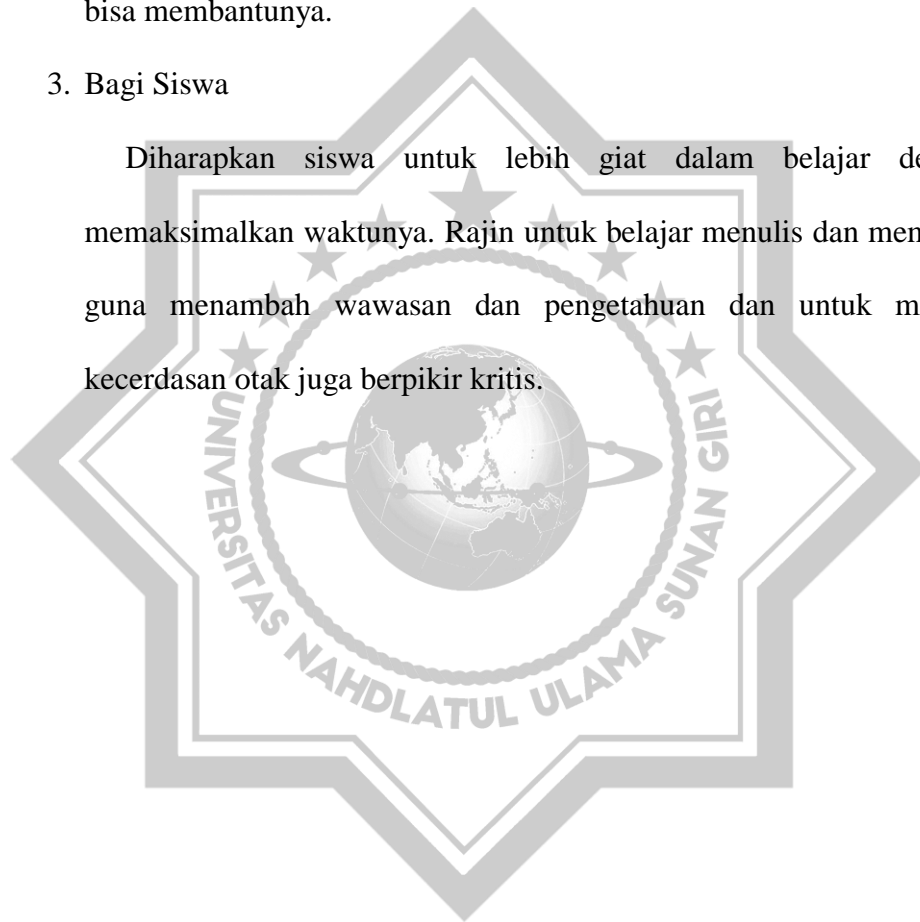 bisa membantunya.
3. Bagi Siswa
Diharapkan siswa untuk lebih giat dalam belajar
memaksimalkan waktunya. Rajin untuk belajar menulis dan
guna menambah wawasan dan pengetahuan dan untuk
kecerdasan otak juga berpikir kritis.
UNIVERSITAS NAHDLATUL ULAMA SUNAN GIRI